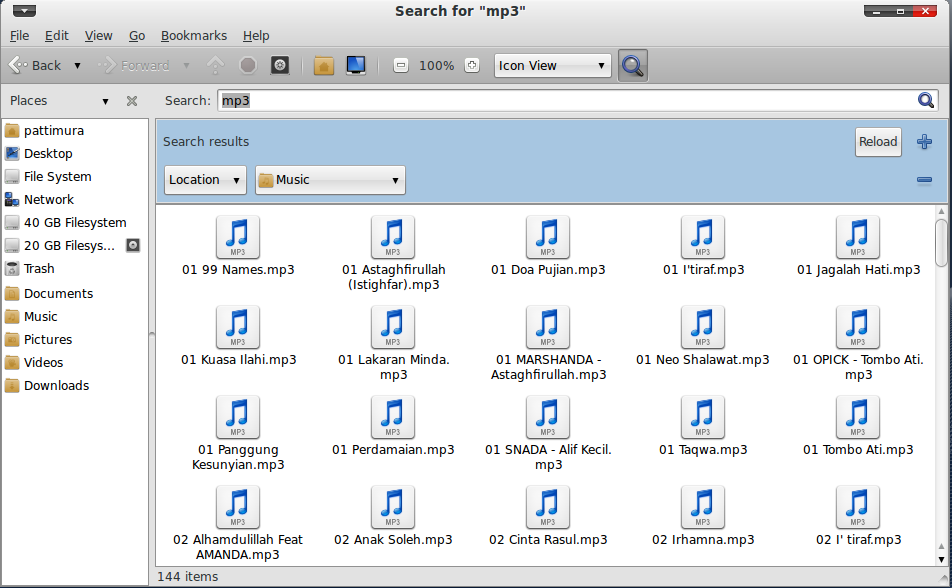 Search for "mp3"
File Edit View Go Bookmarks Help
Back Forward 100% Icon View
Places Search: mp3
pattimura
Desktop
File System
Network
40 GB Filesystem
20 GB Filesys...
Trash
Documents
Music
Pictures
Videos
Downloads
Search results Reload
Location Music
MP3 MP3 MP3 MP3 MP3
01 99 Names.mp3 01 Astaghfirullah 01 Doa Pujian.mp3 01 I'tiraf.mp3 01 Jagalah Hati.mp3
(Istighfar).mp3
MP3 MP3 MP3 MP3 MP3
01 Kuasa Ilahi.mp3 01 Lakaran Minda. 01 MARSHANDA - 01 Neo Shalawat.mp3 01 OPICK - Tombo Ati.
mp3 Astaghfirullah.mp3 mp3
MP3 MP3 MP3 MP3 MP3
01 Panggung 01 Perdamaian.mp3 01 SNADA - Alif Kecil. 01 Taqwa.mp3 01 Tombo Ati.mp3
Kesunyian.mp3 mp3
MP3 MP3 MP3 MP3 MP3
02 Alhamdulillah Feat 02 Anak Soleh.mp3 02 Cinta Rasul.mp3 02 Irhamna.mp3 02 I' tiraf.mp3
AMANDA.mp3
144 items